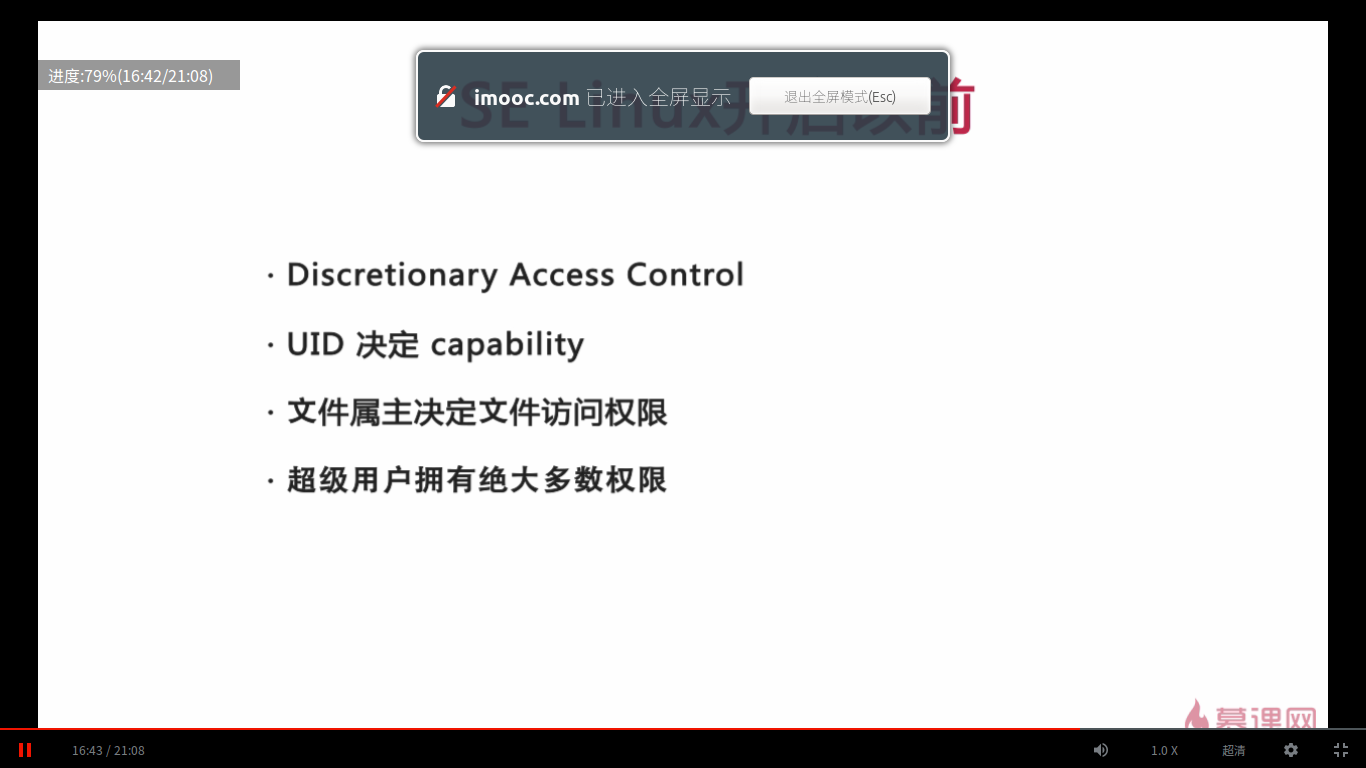 进度:79%(16:42/21:08)
SE Linux开启以前
imooc.com 已进入全屏显示
退出全屏模式(Esc)
· Discretionary Access Control
· UID 决定 capability
· 文件属主决定文件访问权限
· 超级用户拥有绝大多数权限
慕课网
16:43 / 21:08
1.0 X
超清